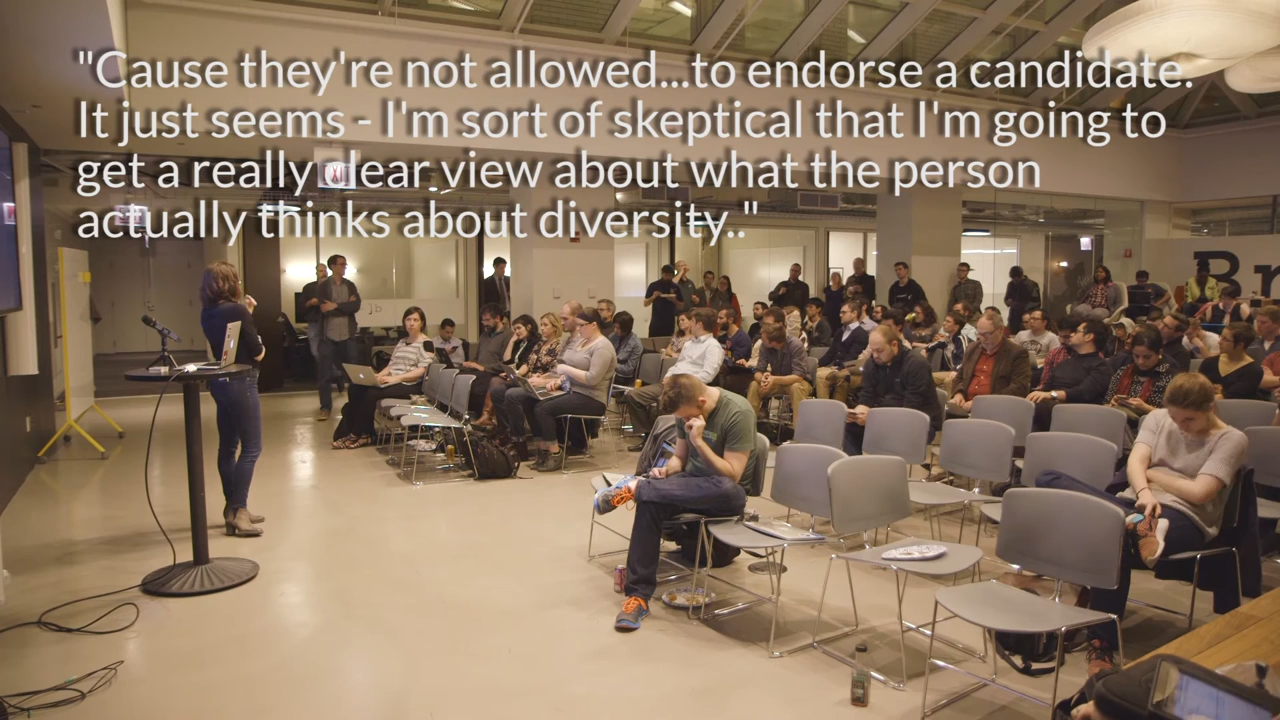 "Cause they're not allowed...to endorse a candidate.
It just seems - I'm sort of skeptical that I'm going to
get a really clear view about what the person
actually thinks about diversity.."
Br